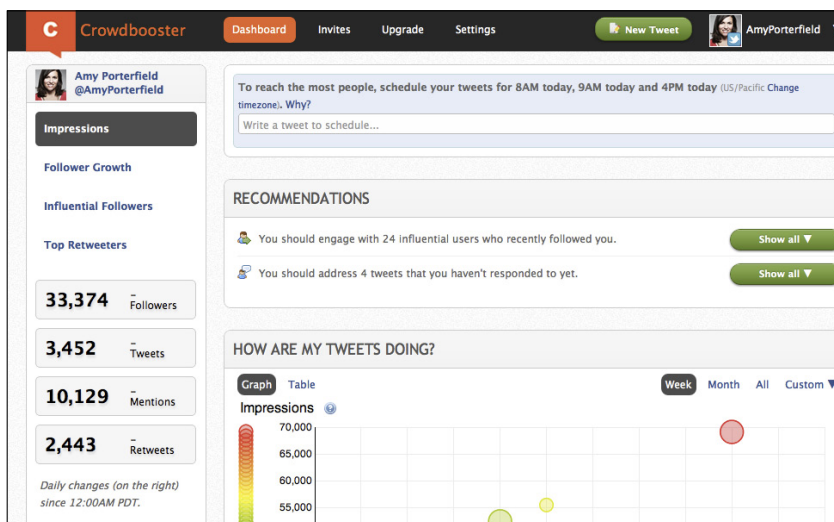 C Crowdbooster Dashboard Invites Upgrade Settings New Tweet AmyPorterfield
Amy Porterfield
@AmyPorterfield
Impressions
Follower Growth
Influential Followers
Top Retweeters
33,374 – Followers
3,452 – Tweets
10,129 – Mentions
2,443 – Retweets
Daily changes (on the right)
since 12:00AM PDT.
To reach the most people, schedule your tweets for 8AM today, 9AM today and 4PM today (US/Pacific Change
timezone). Why?
Write a tweet to schedule...
RECOMMENDATIONS
You should engage with 24 influential users who recently followed you. Show all ▼
You should address 4 tweets that you haven't responded to yet. Show all ▼
HOW ARE MY TWEETS DOING?
Graph Table Week Month All Custom ▼
Impressions ?
70,000
65,000
60,000
55,000